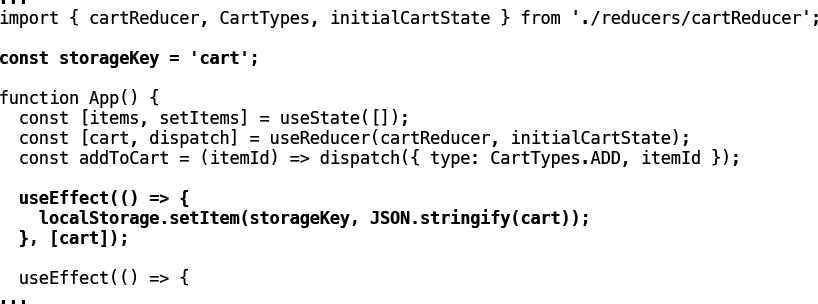 ...
import { cartReducer, CartTypes, initialCartState } from './reducers/cartReducer';
const storageKey = 'cart';
function App() {
  const [items, setItems] = useState([]);
  const [cart, dispatch] = useReducer(cartReducer, initialCartState);
  const addToCart = (itemId) => dispatch({ type: CartTypes.ADD, itemId });
  useEffect(() => {
    localStorage.setItem(storageKey, JSON.stringify(cart));
  }, [cart]);
  useEffect(() => {
...